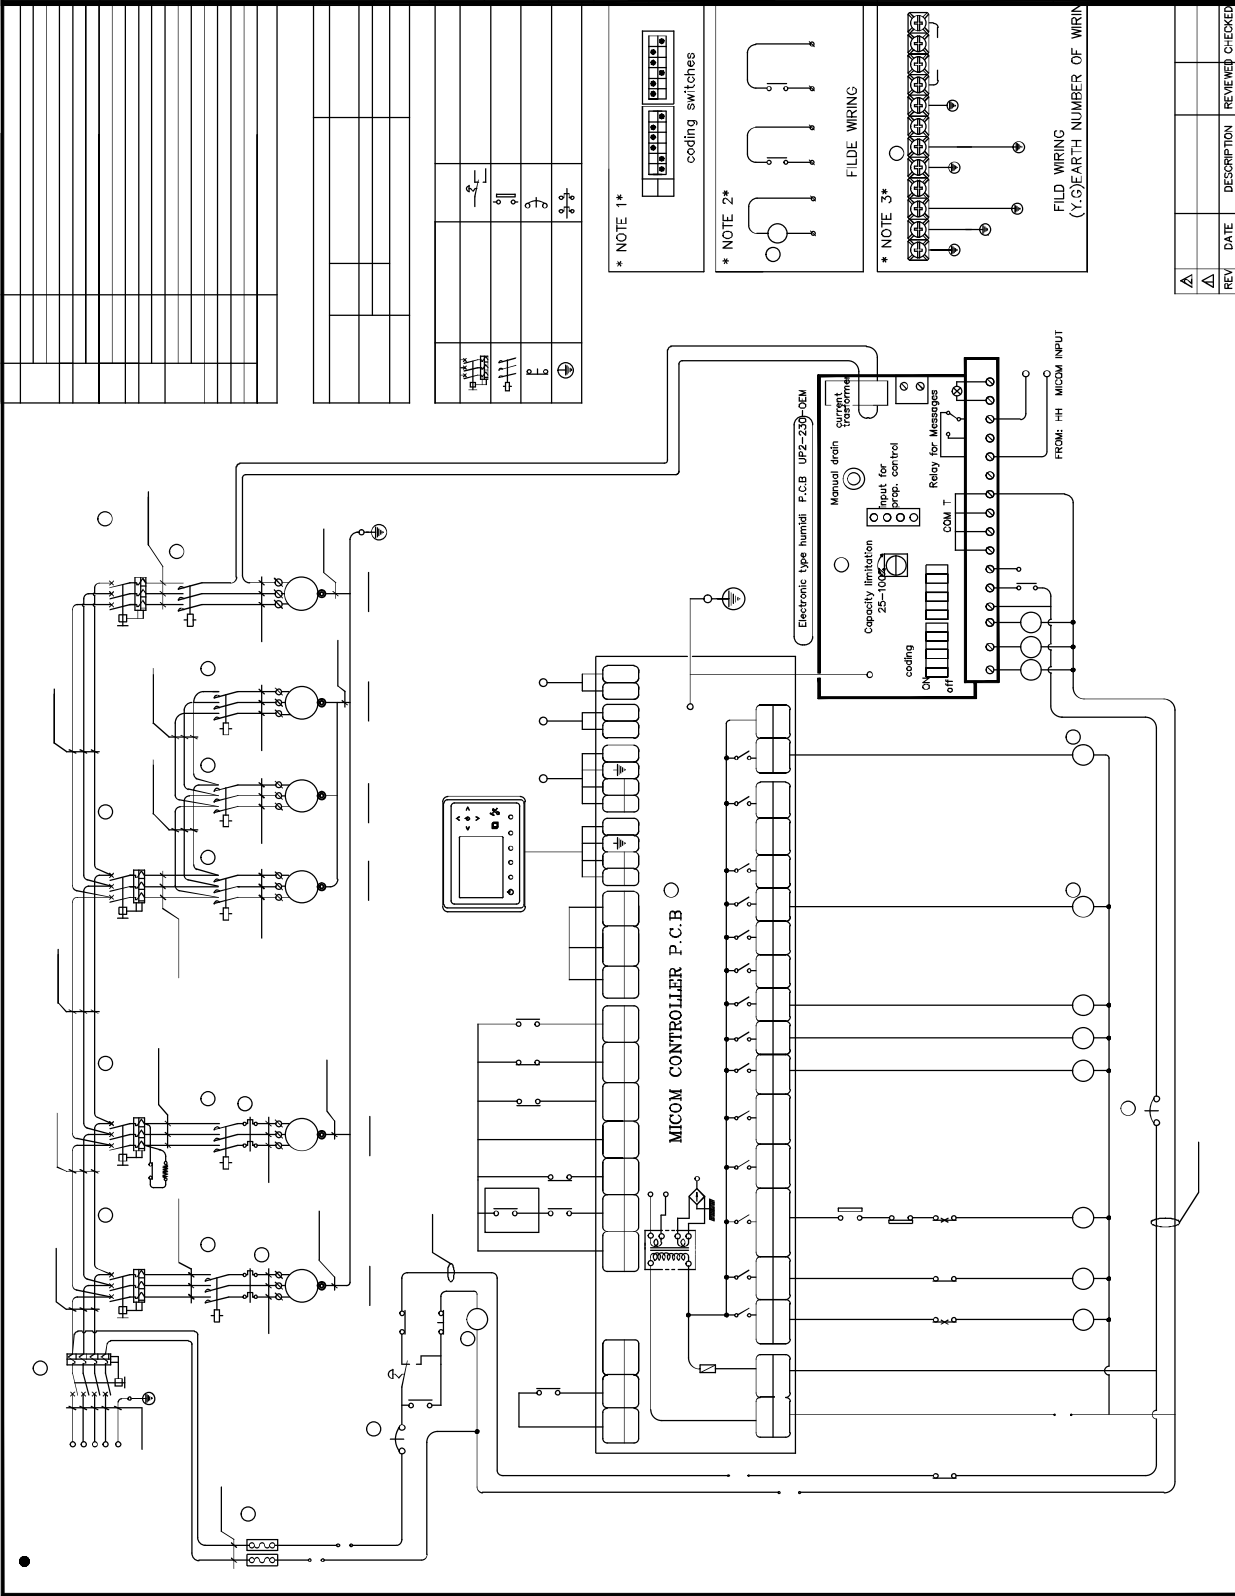 * NOTE 1*
coding switches
* NOTE 2*
FILDE WIRING
* NOTE 3*
FILD WIRING
(Y.G)EARTH NUMBER OF WIRIN
REV DATE DESCRIPTION REVIEWED CHECKED
Electronic type humidi P.C.B UP2-230-OEM
current
trasformer
Manual drain
Input for
prop. control
Relay for Messages
Capacity limitation
25-100%
COM T
coding
ON
off
FROM: HH MICOM INPUT
MICOM CONTROLLER P.C.B